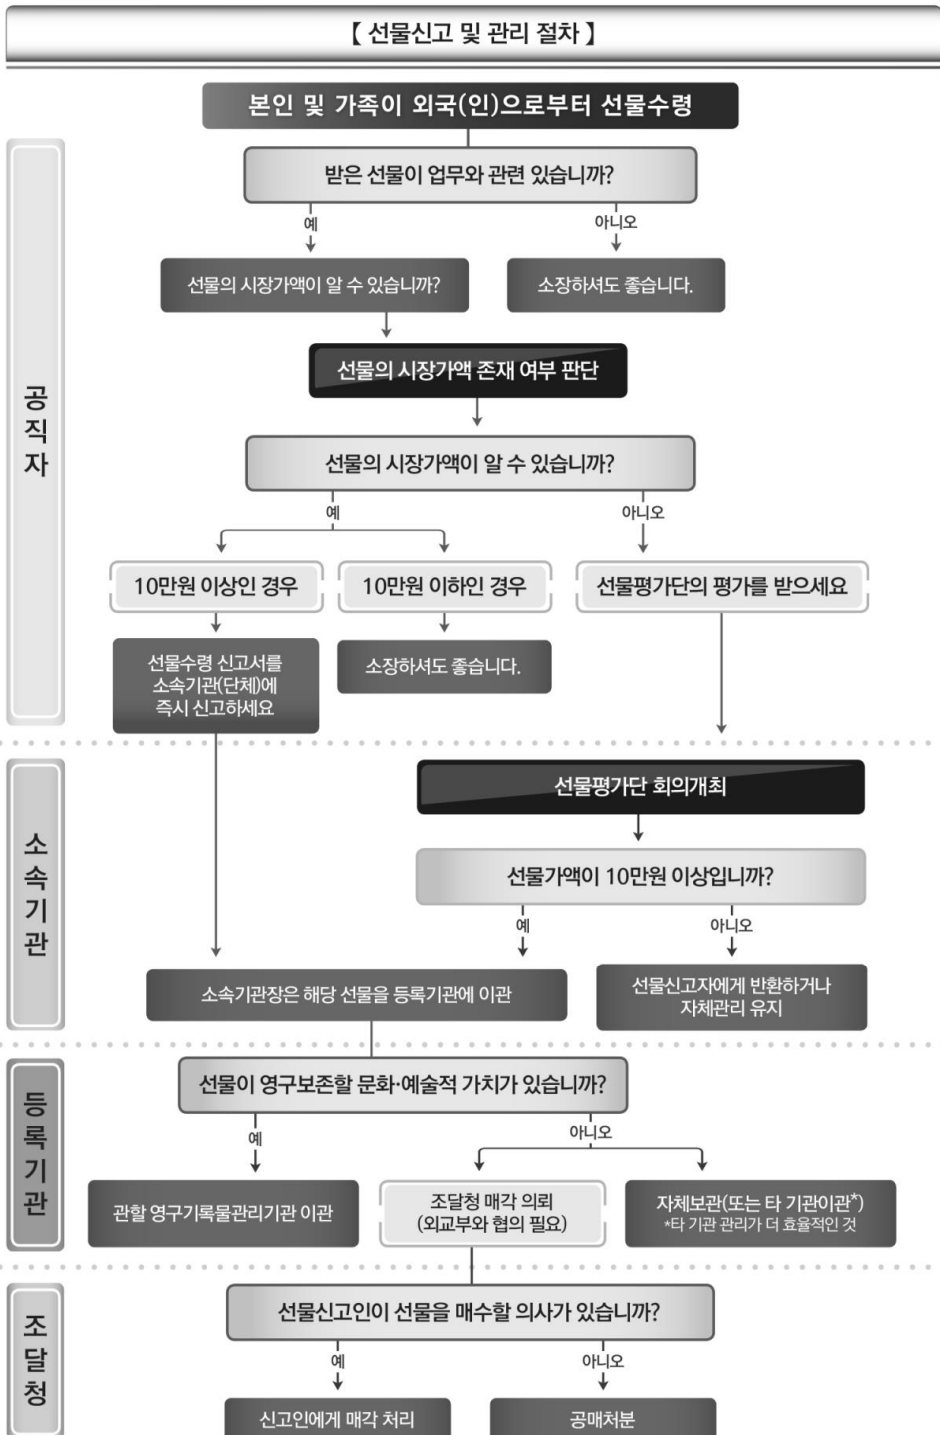 【 선물신고 및 관리 절차 】
본인 및 가족이 외국(인)으로부터 선물수령
공직자
받은 선물이 업무와 관련 있습니까?
예
아니오
선물의 시장가액이 알 수 있습니까?
소장하셔도 좋습니다.
선물의 시장가액 존재 여부 판단
선물의 시장가액이 알 수 있습니까?
예
아니오
10만원 이상인 경우
10만원 이하인 경우
선물평가단의 평가를 받으세요
선물수령 신고서를
소속기관(단체)에
즉시 신고하세요
소장하셔도 좋습니다.
소속기관
선물평가단 회의개최
선물가액이 10만원 이상입니까?
예
아니오
소속기관장은 해당 선물을 등록기관에 이관
선물신고자에게 반환하거나
자체관리 유지
등록기관
선물이 영구보존할 문화·예술적 가치가 있습니까?
예
아니오
관할 영구기록물관리기관 이관
조달청 매각 의뢰
(외교부와 협의 필요)
자체보관(또는 타 기관이관*)
*타 기관 관리가 더 효율적인 것
조달청
선물신고인이 선물을 매수할 의사가 있습니까?
예
아니오
신고인에게 매각 처리
공매처분